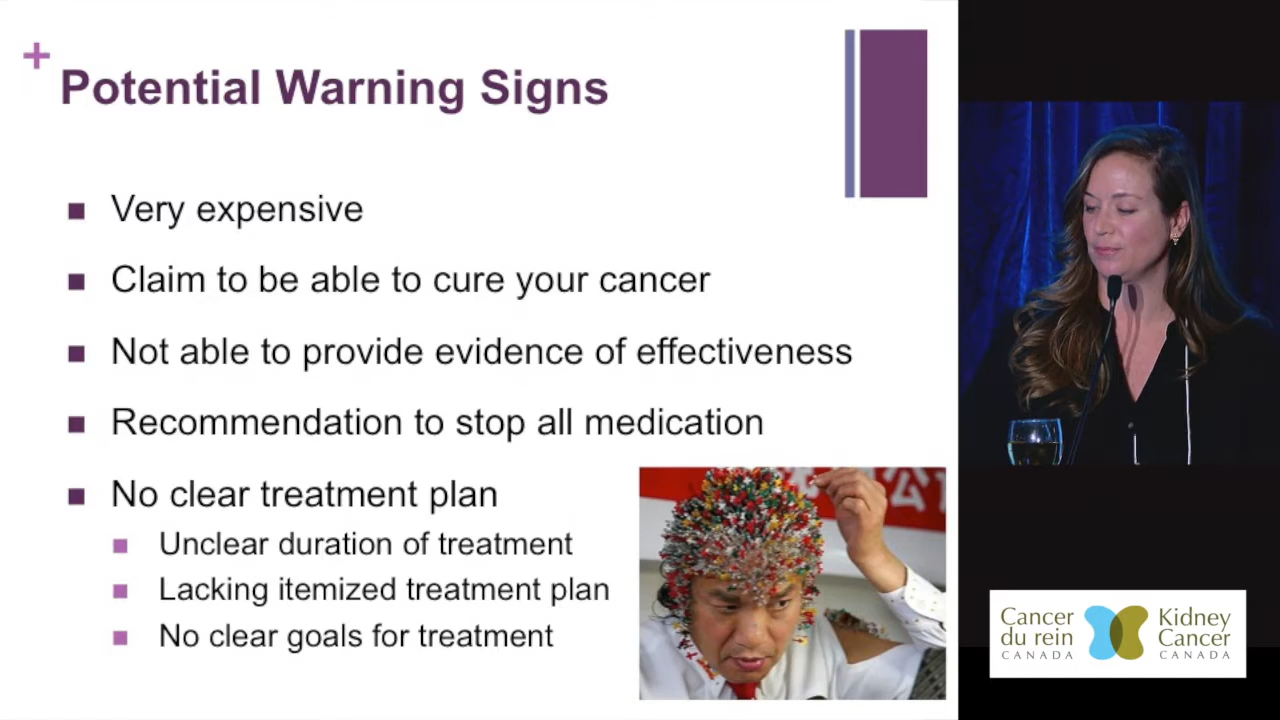 +
Potential Warning Signs
Very expensive
Claim to be able to cure your cancer
Not able to provide evidence of effectiveness
Recommendation to stop all medication
No clear treatment plan
Unclear duration of treatment
Lacking itemized treatment plan
No clear goals for treatment
Cancer
du rein
CANADA
Kidney
Cancer
CANADA